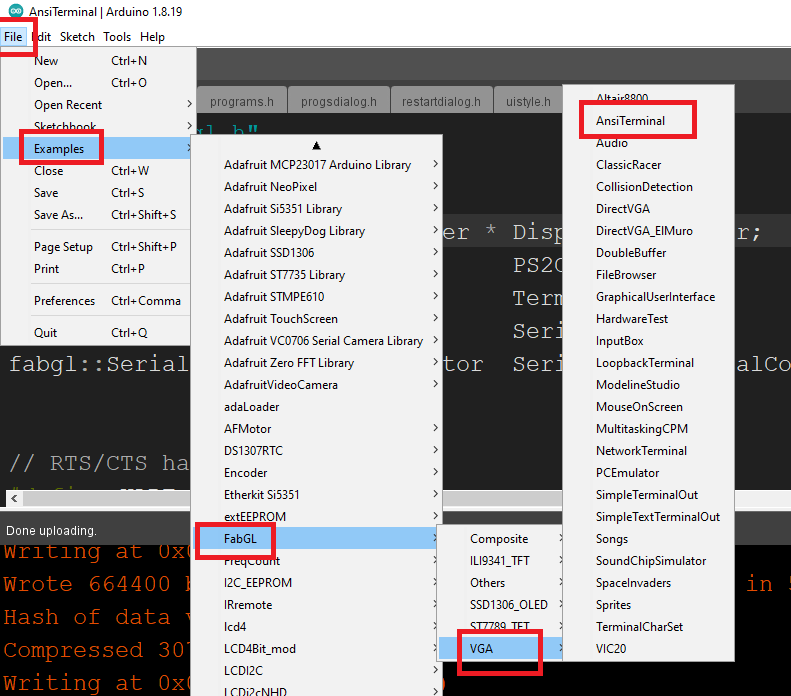 AnsiTerminal | Arduino 1.8.19
File Edit Sketch Tools Help
New Ctrl+N
Open... Ctrl+O
Open Recent
Sketchbook
Examples
Close Ctrl+W
Save Ctrl+S
Save As... Ctrl+Shift+S
Page Setup Ctrl+Shift+P
Print Ctrl+P
Preferences Ctrl+Comma
Quit Ctrl+Q
programs.h progsdialog.h restartdialog.h uistyle.h
Adafruit MCP23017 Arduino Library
Adafruit NeoPixel
Adafruit Si5351 Library
Adafruit SleepyDog Library
Adafruit SSD1306
Adafruit ST7735 Library
Adafruit STMPE610
Adafruit TouchScreen
Adafruit VC0706 Serial Camera Library
Adafruit Zero FFT Library
AdafruitVideoCamera
adaLoader
AFMotor
DS1307RTC
Encoder
Etherkit Si5351
extEEPROM
FabGL
FreqCount
I2C_EEPROM
IRremote
lcd4
LCD4Bit_mod
LCDI2C
LCDi2cNHD
Composite
ILI9341_TFT
Others
SSD1306_OLED
ST7789_TFT
VGA
Altair8800
AnsiTerminal
Audio
ClassicRacer
CollisionDetection
DirectVGA
DirectVGA_ElMuro
DoubleBuffer
FileBrowser
GraphicalUserInterface
HardwareTest
InputBox
LoopbackTerminal
ModelineStudio
MouseOnScreen
MultitaskingCPM
NetworkTerminal
PCEmulator
SimpleTerminalOut
SimpleTextTerminalOut
Songs
SoundChipSimulator
SpaceInvaders
Sprites
TerminalCharSet
VIC20
gl.h"
er * Disp r;
PS2C
Term
Seri
fabgl::Serial tor Seri alCo
// RTS/CTS ha
Done uploading.
Writing at 0x0
Wrote 664400 b in
Hash of data v
Compressed 307
Writing at 0x0